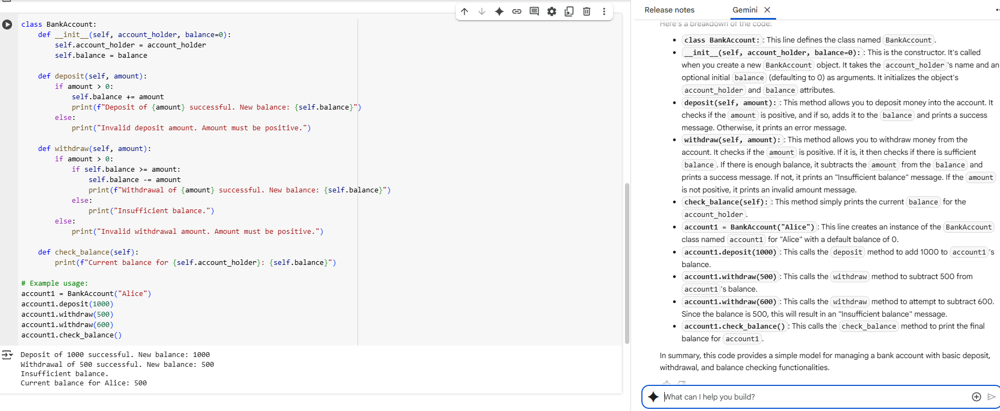 class BankAccount:
    def __init__(self, account_holder, balance=0):
        self.account_holder = account_holder
        self.balance = balance

    def deposit(self, amount):
        if amount > 0:
            self.balance += amount
            print(f"Deposit of {amount} successful. New balance: {self.balance}")
        else:
            print("Invalid deposit amount. Amount must be positive.")

    def withdraw(self, amount):
        if amount > 0:
            if self.balance >= amount:
                self.balance -= amount
                print(f"Withdrawal of {amount} successful. New balance: {self.balance}")
            else:
                print("Insufficient balance.")
        else:
            print("Invalid withdrawal amount. Amount must be positive.")

    def check_balance(self):
        print(f"Current balance for {self.account_holder}: {self.balance}")

# Example usage:
account1 = BankAccount("Alice")
account1.deposit(1000)
account1.withdraw(500)
account1.withdraw(600)
account1.check_balance()
Deposit of 1000 successful. New balance: 1000
Withdrawal of 500 successful. New balance: 500
Insufficient balance.
Current balance for Alice: 500
Release notes
Gemini
Here's a breakdown of the code:
• class BankAccount: : This line defines the class named BankAccount .
• __init__(self, account_holder, balance=0): : This is the constructor. It's called
when you create a new BankAccount object. It takes the account_holder 's name and an
optional initial balance (defaulting to 0) as arguments. It initializes the object's
account_holder and balance attributes.
• deposit(self, amount): : This method allows you to deposit money into the account. It
checks if the amount is positive, and if so, adds it to the balance and prints a success
message. Otherwise, it prints an error message.
• withdraw(self, amount): : This method allows you to withdraw money from the
account. It checks if the amount is positive. If it is, it then checks if there is sufficient
balance . If there is enough balance, it subtracts the amount from the balance and
prints a success message. If not, it prints an "Insufficient balance" message. If the amount
is not positive, it prints an invalid amount message.
• check_balance(self): : This method simply prints the current balance for the
account_holder .
• account1 = BankAccount("Alice") : This line creates an instance of the BankAccount
class named account1 for "Alice" with a default balance of 0.
• account1.deposit(1000) : This calls the deposit method to add 1000 to account1 's
balance.
• account1.withdraw(500) : This calls the withdraw method to subtract 500 from
account1 's balance.
• account1.withdraw(600) : This calls the withdraw method to attempt to subtract 600.
Since the balance is 500, this will result in an "Insufficient balance" message.
• account1.check_balance() : This calls the check_balance method to print the final
balance for account1 .
In summary, this code provides a simple model for managing a bank account with basic deposit,
withdrawal, and balance checking functionalities.
What can I help you build?